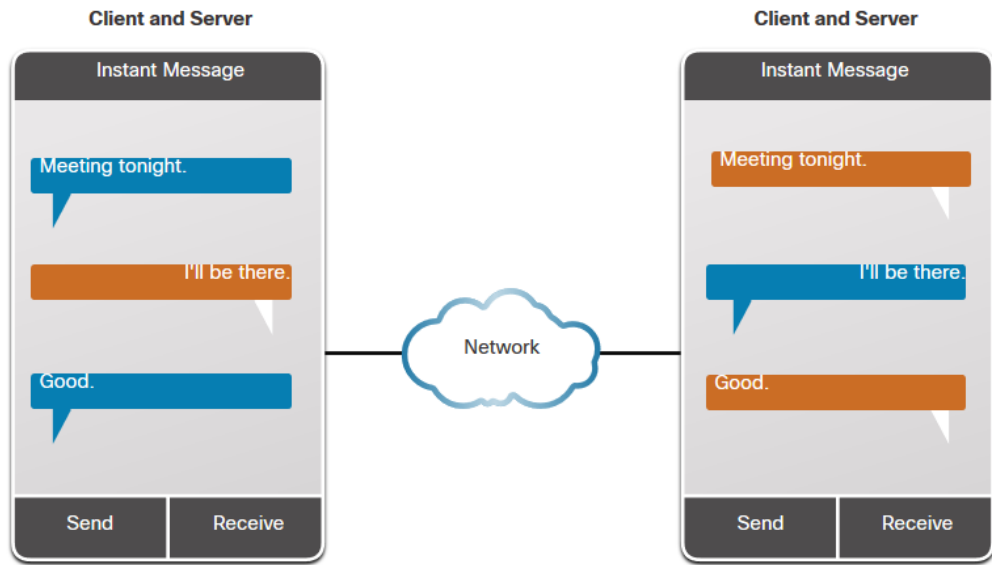 Client and Server
Instant Message
Meeting tonight.
I'll be there.
Good.
Send
Receive
Network
Client and Server
Instant Message
Meeting tonight.
I'll be there.
Good.
Send
Receive